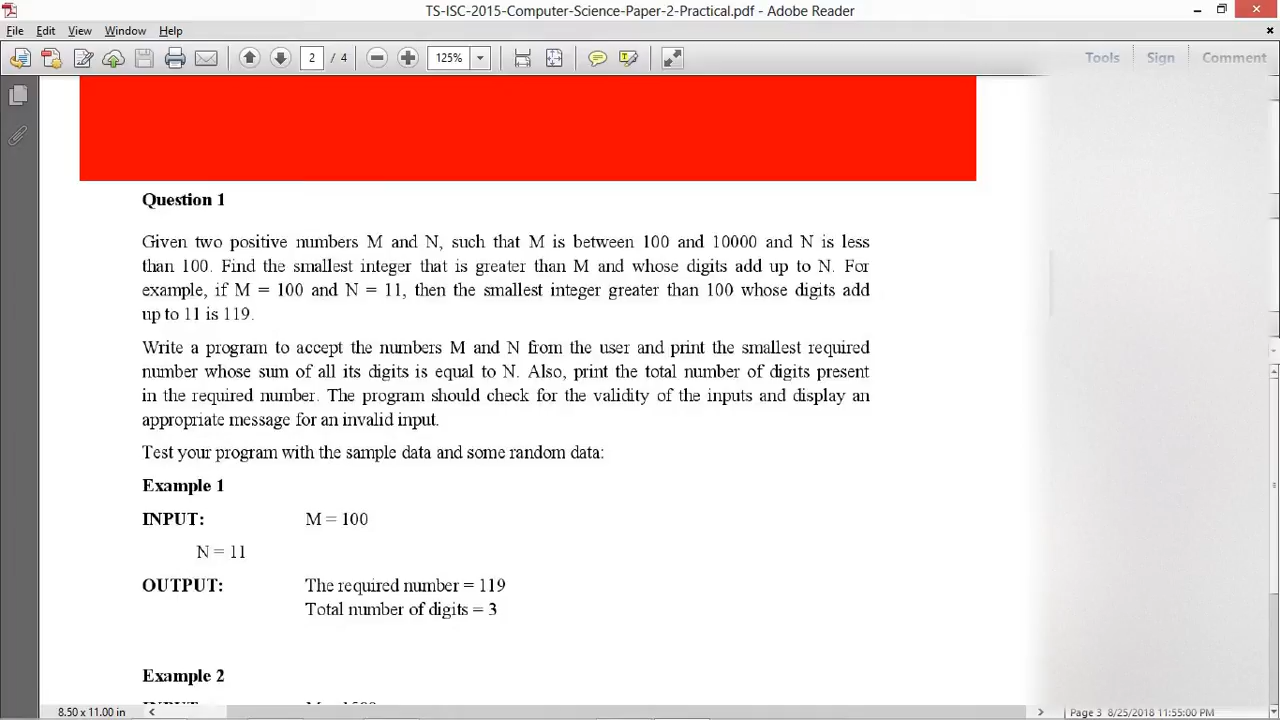 TS-ISC-2015-Computer-Science-Paper-2-Practical.pdf - Adobe Reader
File Edit View Window Help
2 / 4 125% Tools Sign Comment
Question 1
Given two positive numbers M and N, such that M is between 100 and 10000 and N is less
than 100. Find the smallest integer that is greater than M and whose digits add up to N. For
example, if M = 100 and N = 11, then the smallest integer greater than 100 whose digits add
up to 11 is 119.
Write a program to accept the numbers M and N from the user and print the smallest required
number whose sum of all its digits is equal to N. Also, print the total number of digits present
in the required number. The program should check for the validity of the inputs and display an
appropriate message for an invalid input.
Test your program with the sample data and some random data:
Example 1
INPUT: M = 100
N = 11
OUTPUT: The required number = 119
Total number of digits = 3
Example 2
8.50 x 11.00 in Page 3 8/25/2018 11:55:00 PM